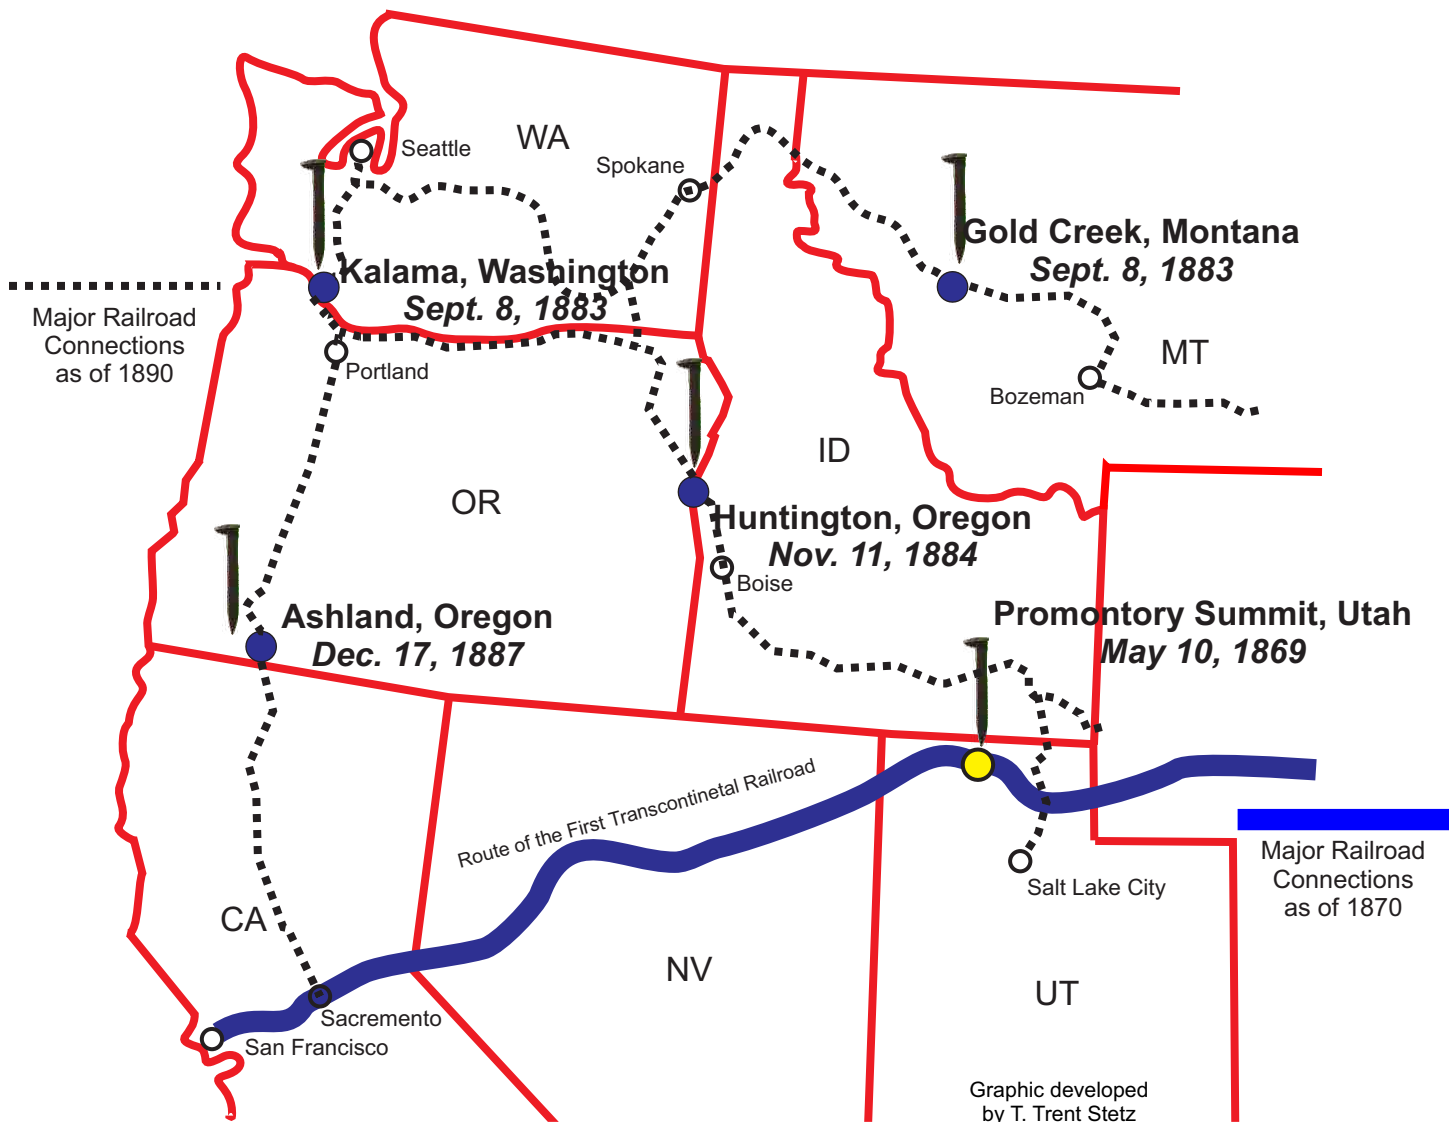 WA
Seattle
Spokane
Gold Creek, Montana
Sept. 8, 1883
Kalama, Washington
Sept. 8, 1883
Major Railroad
Connections
as of 1890
Portland
MT
Bozeman
ID
OR
Huntington, Oregon
Nov. 11, 1884
Boise
Ashland, Oregon
Dec. 17, 1887
Promontory Summit, Utah
May 10, 1869
Route of the First Transcontinetal Railroad
Major Railroad
Connections
as of 1870
Salt Lake City
CA
NV
UT
Sacremento
San Francisco
Graphic developed
by T. Trent Stetz